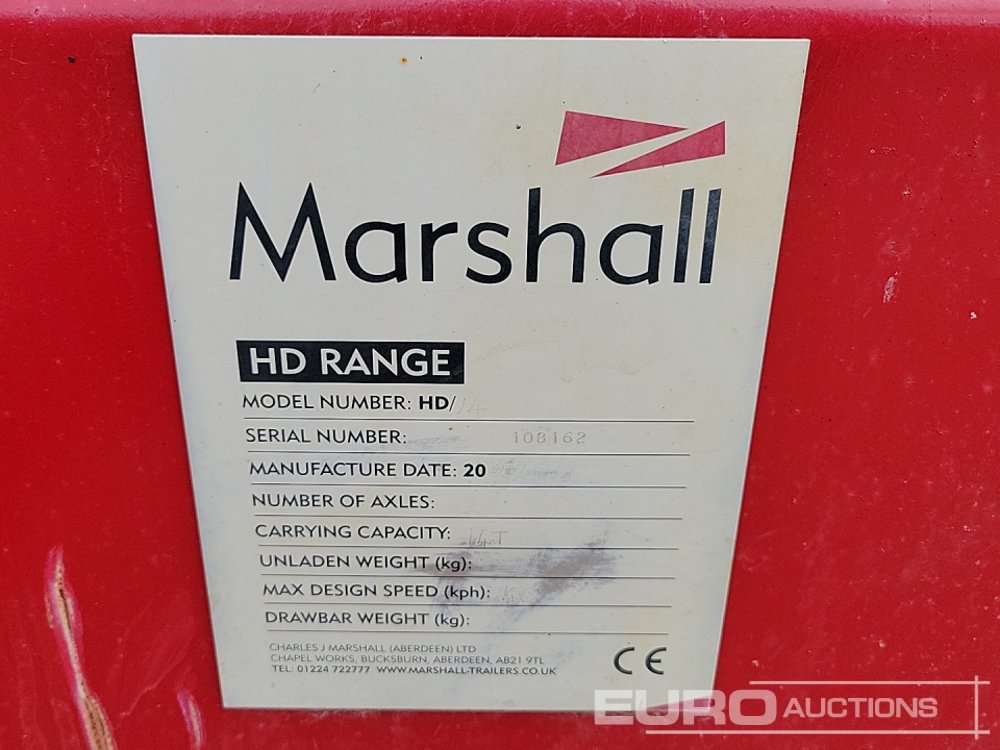 Marshall
HD RANGE
MODEL NUMBER: HD/14
SERIAL NUMBER: 108162
MANUFACTURE DATE: 20
NUMBER OF AXLES:
CARRYING CAPACITY:
UNLADEN WEIGHT (kg):
MAX DESIGN SPEED (kph):
DRAWBAR WEIGHT (kg):
CHARLES J MARSHALL (ABERDEEN) LTD
CHAPEL WORKS, BUCKSBURN, ABERDEEN, AB21 9TL
TEL: 01224 722777 WWW.MARSHALL-TRAILERS.CO.UK
CE
EURO AUCTIONS